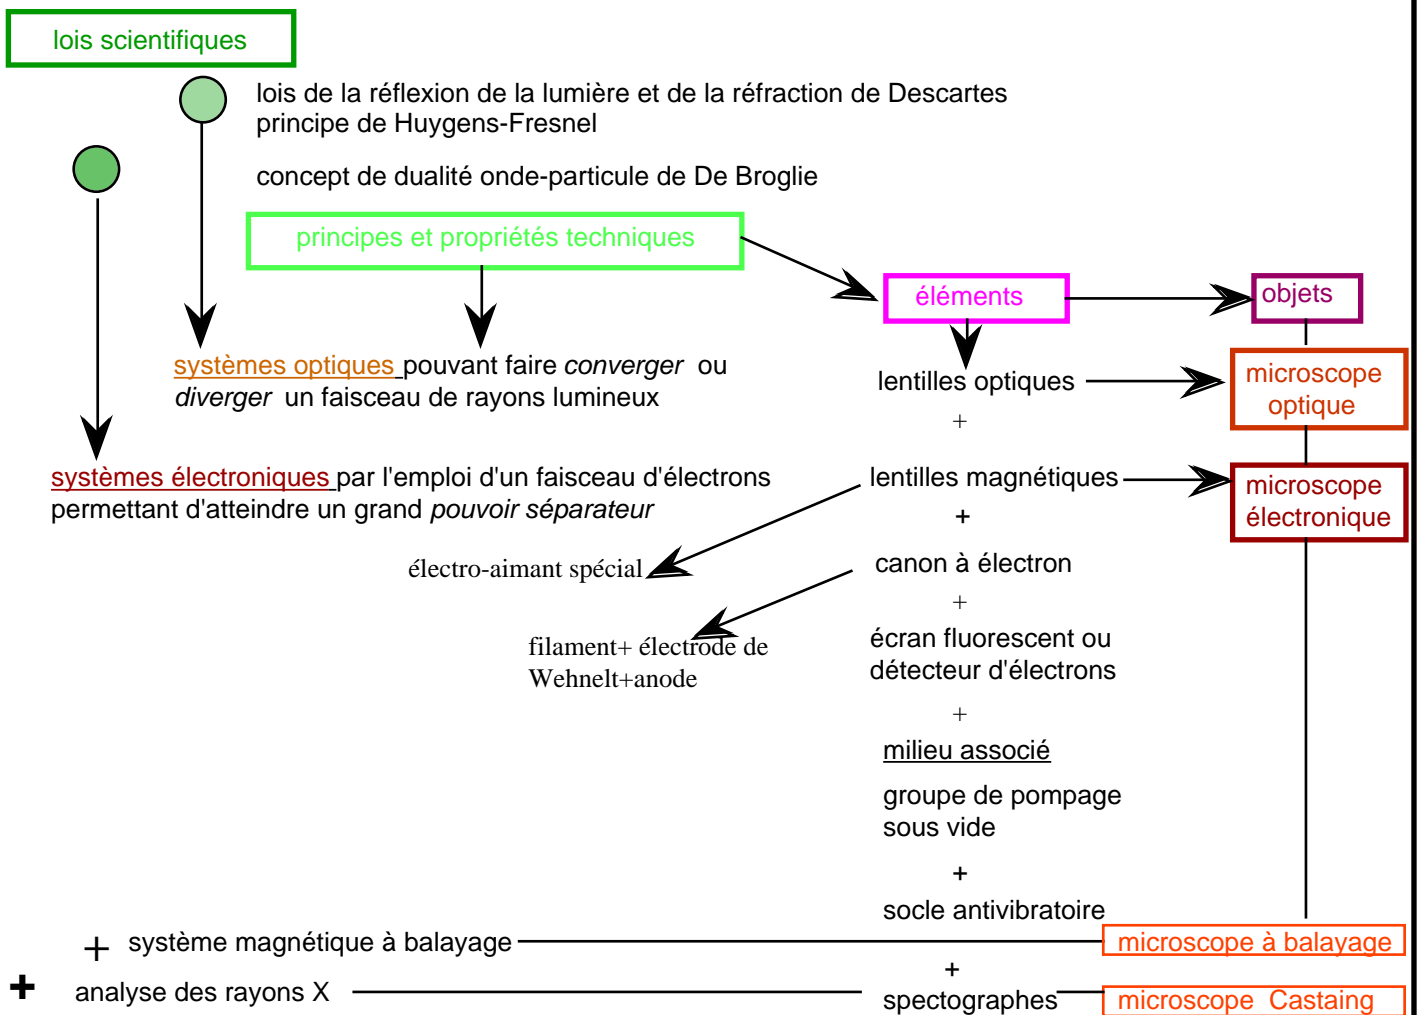 lois scientifiques
lois de la réflexion de la lumière et de la réfraction de Descartes
principe de Huygens-Fresnel
concept de dualité onde-particule de De Broglie
principes et propriétés techniques
éléments
objets
systèmes optiques pouvant faire converger ou
diverger un faisceau de rayons lumineux
lentilles optiques
microscope
optique
+
systèmes électroniques par l'emploi d'un faisceau d'électrons
permettant d'atteindre un grand pouvoir séparateur
lentilles magnétiques
microscope
électronique
+
électro-aimant spécial
canon à électron
+
filament+ électrode de
Wehnelt+anode
écran fluorescent ou
détecteur d'électrons
+
milieu associé
groupe de pompage
sous vide
+
socle antivibratoire
+ système magnétique à balayage
microscope à balayage
+
+ analyse des rayons X
spectographes
microscope Castaing